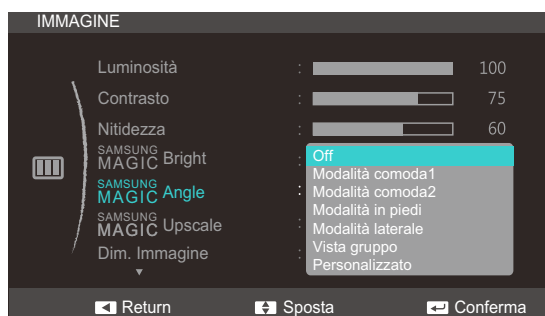 IMMAGINE
Luminosità : 100
Contrasto : 75
Nitidezza : 60
SAMSUNG MAGIC Bright :
SAMSUNG MAGIC Angle :
SAMSUNG MAGIC Upscale :
Dim. Immagine :
Off
Modalità comoda1
Modalità comoda2
Modalità in piedi
Modalità laterale
Vista gruppo
Personalizzato
Return Sposta Conferma